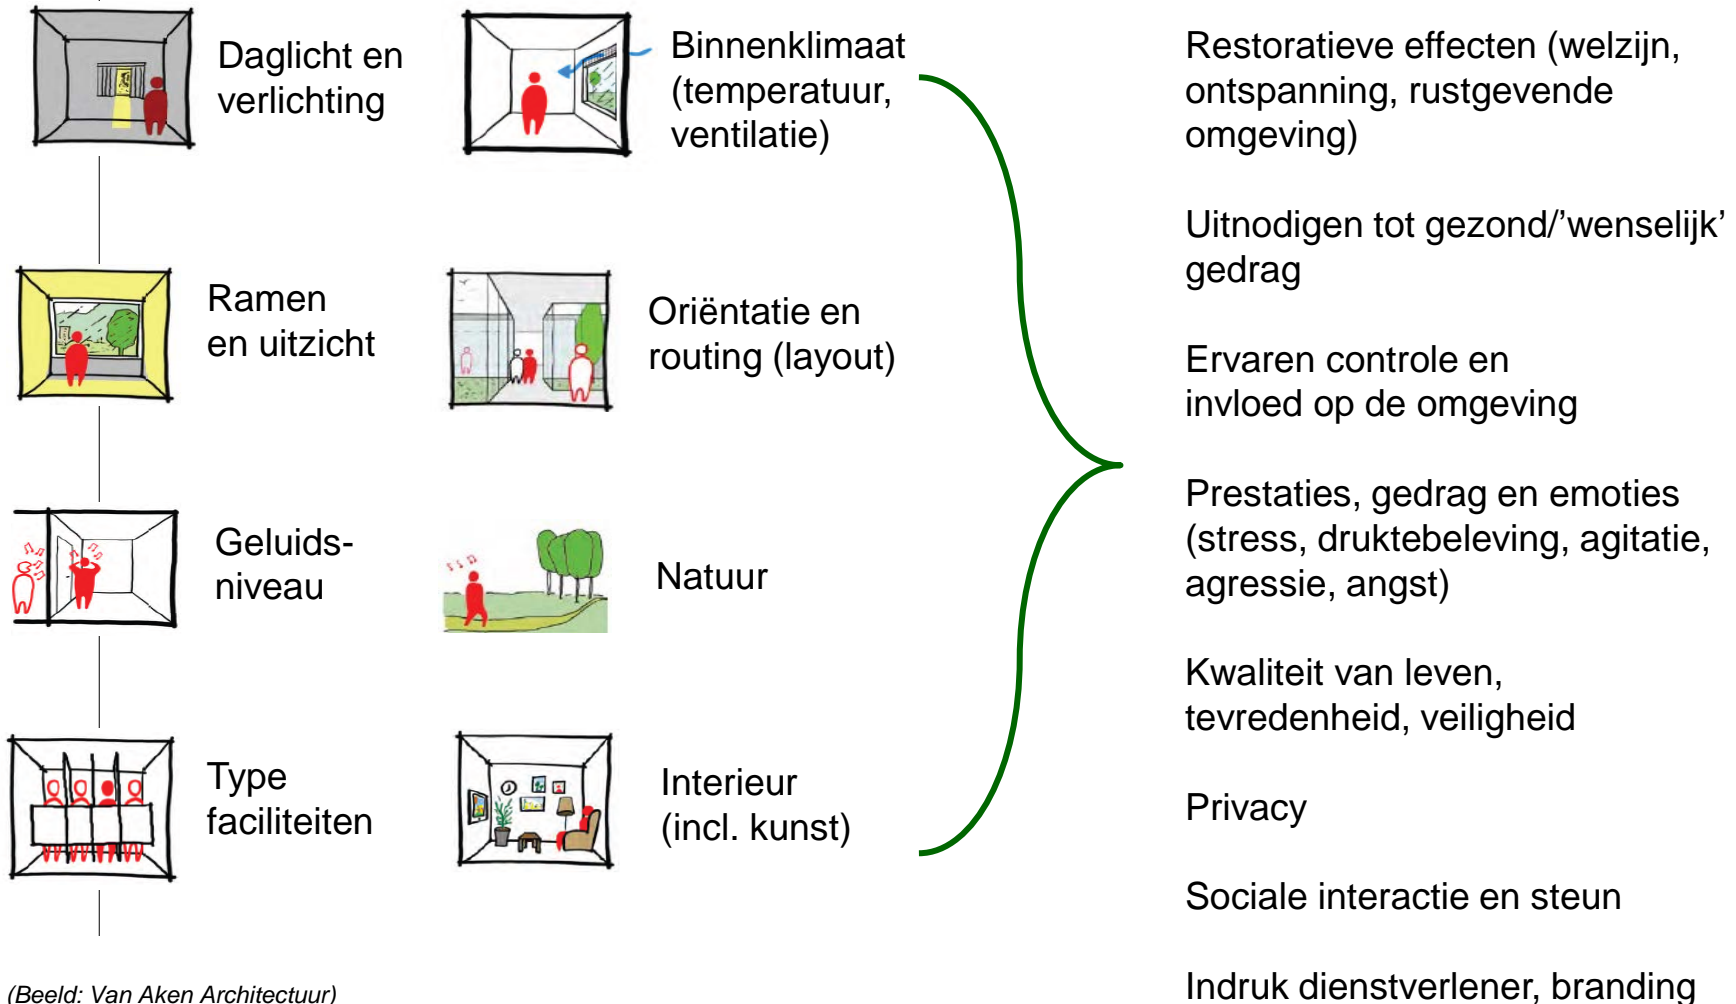 Daglicht en
verlichting
Binnenklimaat
(temperatuur,
ventilatie)
Ramen
en uitzicht
Oriëntatie en
routing (layout)
Geluids-
niveau
Natuur
Type
faciliteiten
Interieur
(incl. kunst)
(Beeld: Van Aken Architectuur)
Restoratieve effecten (welzijn,
ontspanning, rustgevende
omgeving)
Uitnodigen tot gezond/’wenselijk’
gedrag
Ervaren controle en
invloed op de omgeving
Prestaties, gedrag en emoties
(stress, druktebeleving, agitatie,
agressie, angst)
Kwaliteit van leven,
tevredenheid, veiligheid
Privacy
Sociale interactie en steun
Indruk dienstverlener, branding